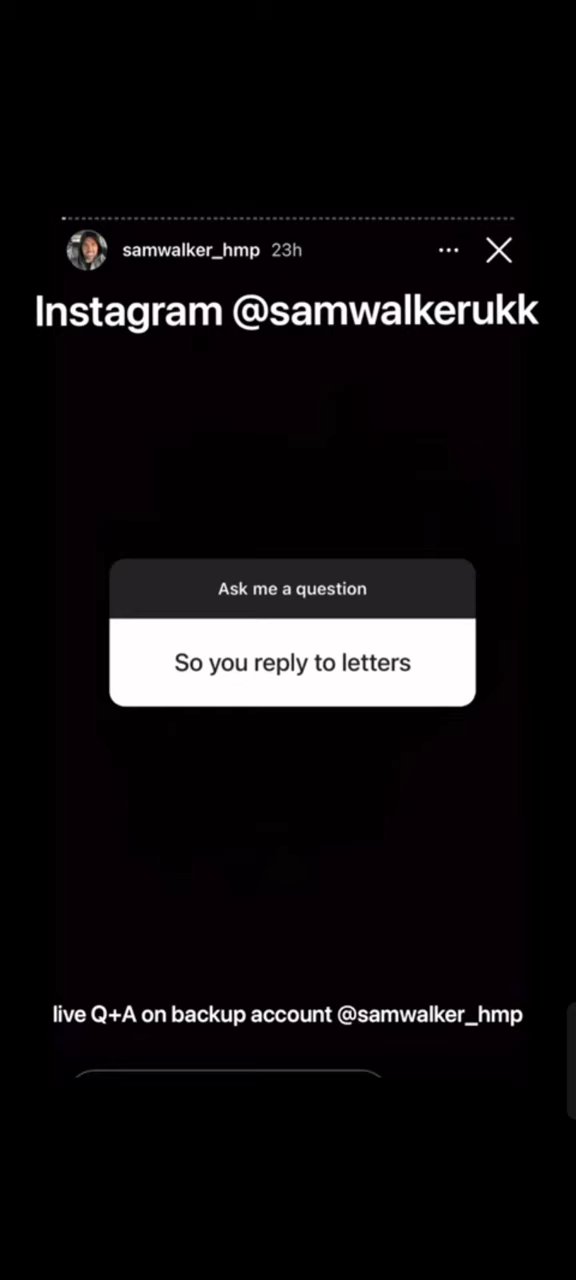 samwalker_hmp 23h
Instagram @samwalkerukk
Ask me a question
So you reply to letters
live Q+A on backup account @samwalker_hmp